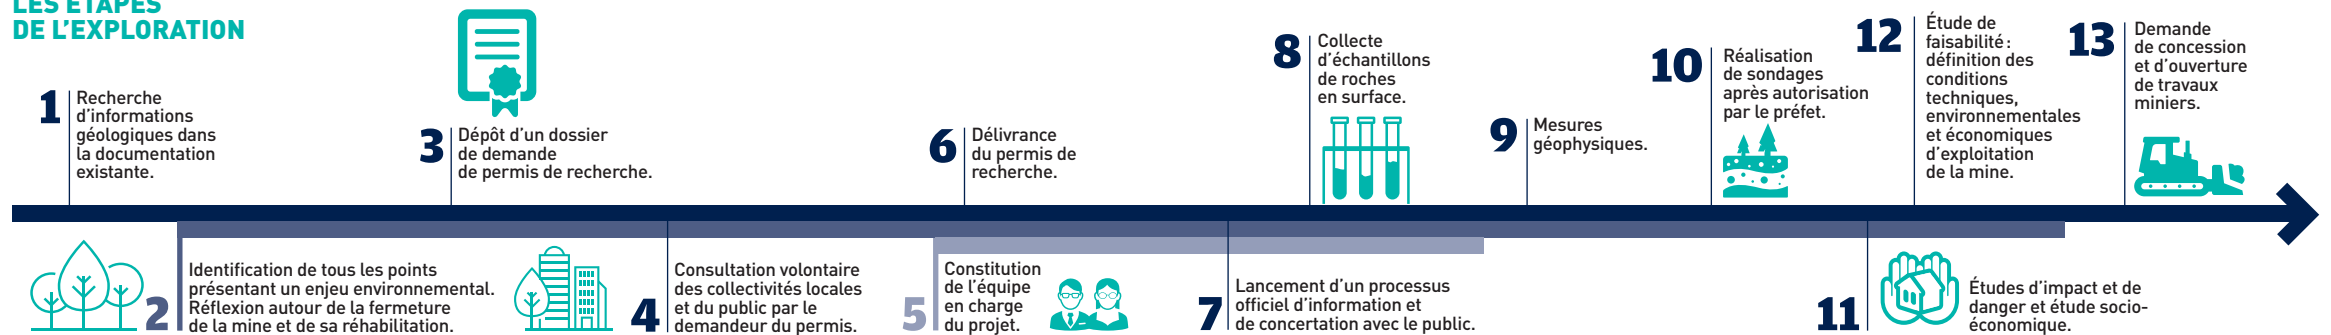 LES ÉTAPES
DE L'EXPLORATION
1
Recherche
d'informations
géologiques dans
la documentation
existante.
2
Identification de tous les points
présentant un enjeu environnemental.
Réflexion autour de la fermeture
de la mine et de sa réhabilitation.
3
Dépôt d'un dossier
de demande
de permis de recherche.
4
Consultation volontaire
des collectivités locales
et du public par le
demandeur du permis.
5
Constitution
de l'équipe
en charge
du projet.
6
Délivrance
du permis de
recherche.
7
Lancement d'un processus
officiel d'information et
de concertation avec le public.
8
Collecte
d'échantillons
de roches
en surface.
9
Mesures
géophysiques.
10
Réalisation
de sondages
après autorisation
par le préfet.
11
Études d'impact et de
danger et étude socio-
économique.
12
Étude de
faisabilité :
définition des
conditions
techniques,
environnementales
et économiques
d'exploitation
de la mine.
13
Demande
de concession
et d'ouverture
de travaux
miniers.